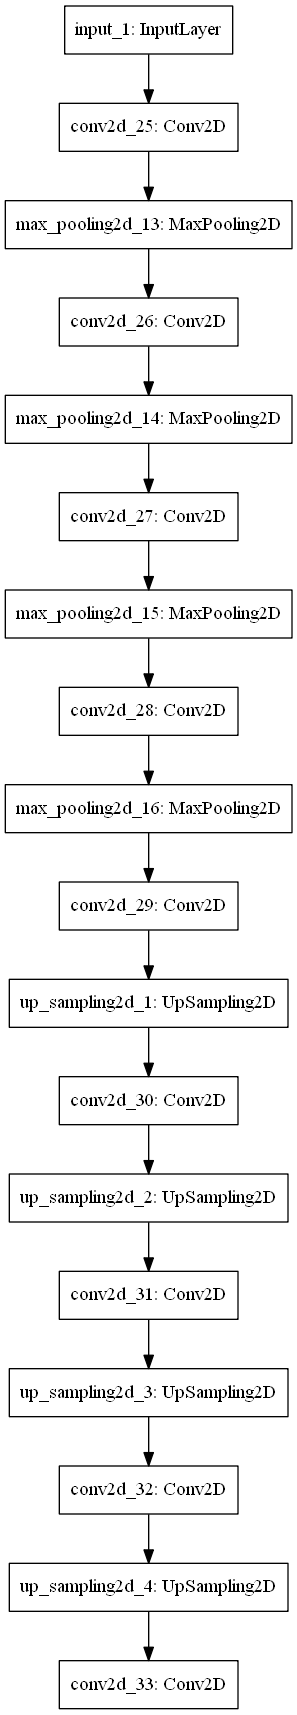 input_1: InputLayer
conv2d_25: Conv2D
max_pooling2d_13: MaxPooling2D
conv2d_26: Conv2D
max_pooling2d_14: MaxPooling2D
conv2d_27: Conv2D
max_pooling2d_15: MaxPooling2D
conv2d_28: Conv2D
max_pooling2d_16: MaxPooling2D
conv2d_29: Conv2D
up_sampling2d_1: UpSampling2D
conv2d_30: Conv2D
up_sampling2d_2: UpSampling2D
conv2d_31: Conv2D
up_sampling2d_3: UpSampling2D
conv2d_32: Conv2D
up_sampling2d_4: UpSampling2D
conv2d_33: Conv2D